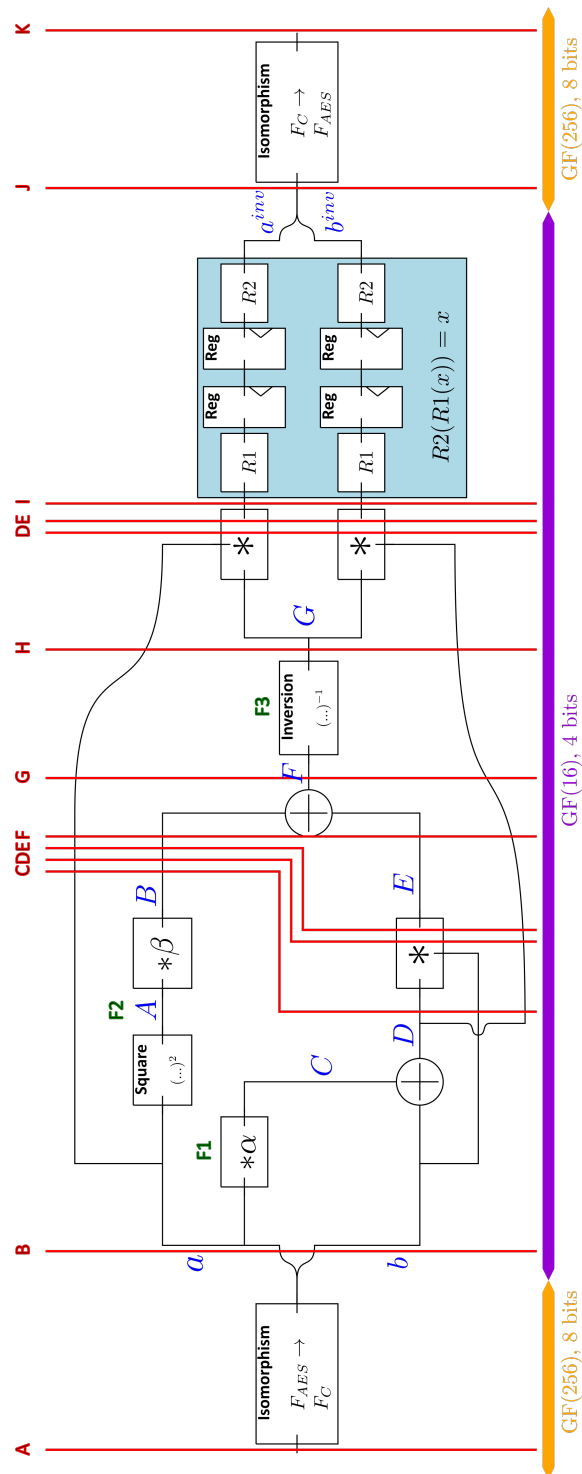 A
B
CDEF
G
H
DE I
J
K
F2
Square
(...)²
A
*β
B
a
F1
*α
C
Isomorphism
F_AES →
F_C
b
D
*
E
F
F3
Inversion
(...)⁻¹
G
*
*
R1
Reg
Reg
R2
R1
Reg
Reg
R2
R2(R1(x)) = x
a^inv
b^inv
Isomorphism
F_C →
F_AES
GF(256), 8 bits
GF(16), 4 bits
GF(256), 8 bits